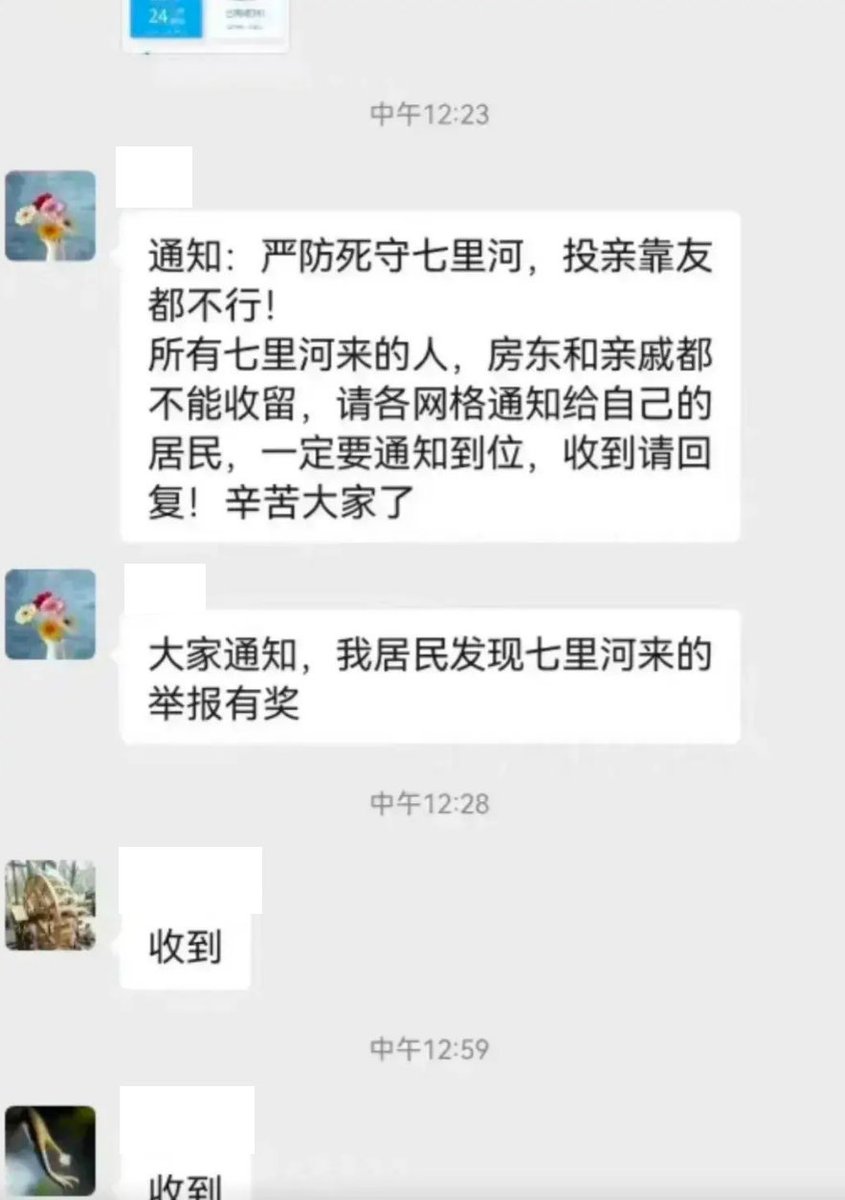 24
中午12:23
通知：严防死守七里河，投亲靠友
都不行！
所有七里河来的人，房东和亲戚都
不能收留，请各网格通知给自己的
居民，一定要通知到位，收到请回
复！辛苦大家了
大家通知，我居民发现七里河来的
举报有奖
中午12:28
收到
中午12:59
收到